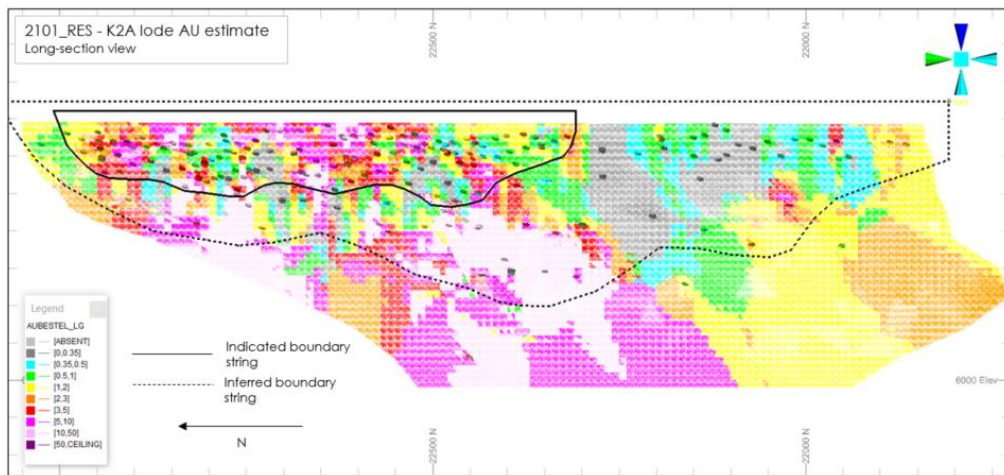 2101_RES - K2A lode AU estimate
Long-section view
22500 N
22000 N
Legend
AUBESTEL_LG
[ABSENT]
[0,0.35]
[0.35,0.5]
[0.5,1]
[1,2]
[2,3]
[3,5]
[5,10]
[10,50]
[50,CEILING]
Indicated boundary
string
Inferred boundary
string
N
6000 Elev
22500 N
22000 N